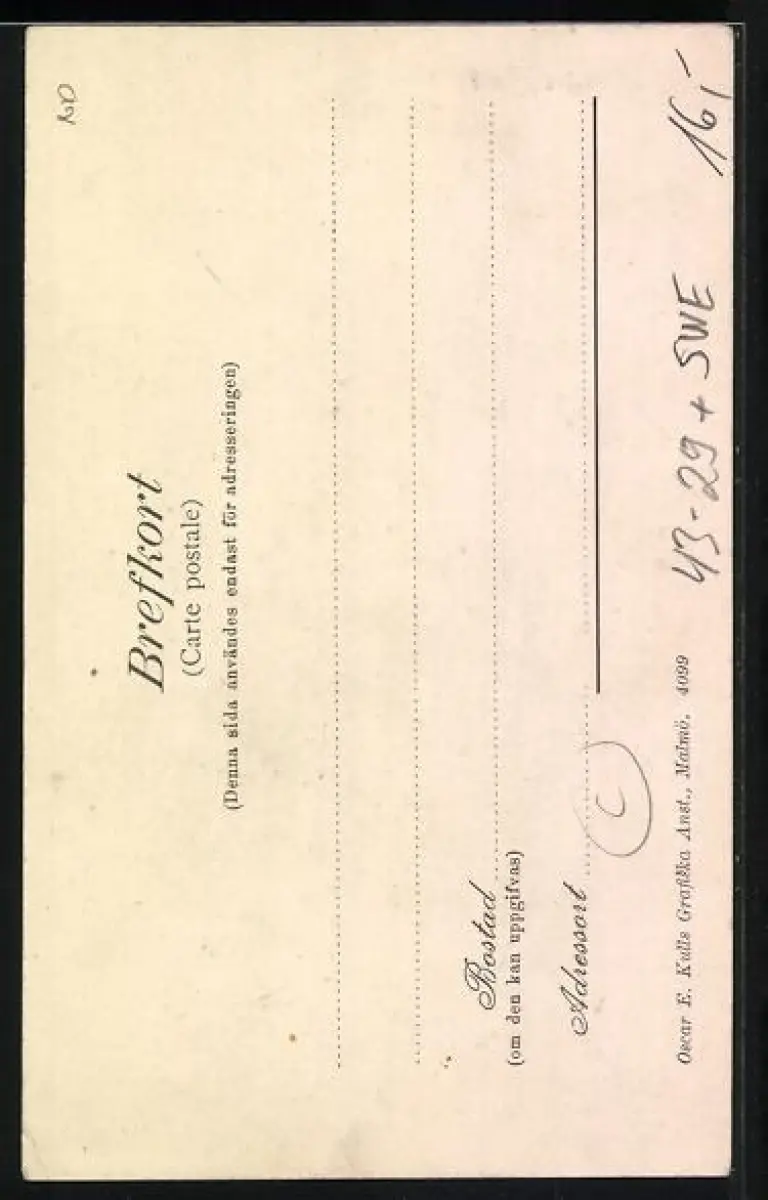 Brefkort
(Carte postale)
(Denna sida användes endast för adresseringen)
Bostad
(om den kan uppgifvas)
Adressort
C
Oscar E. Kulls Grafiska Anst., Malmö. 4099
43-29 + SWE 16,-